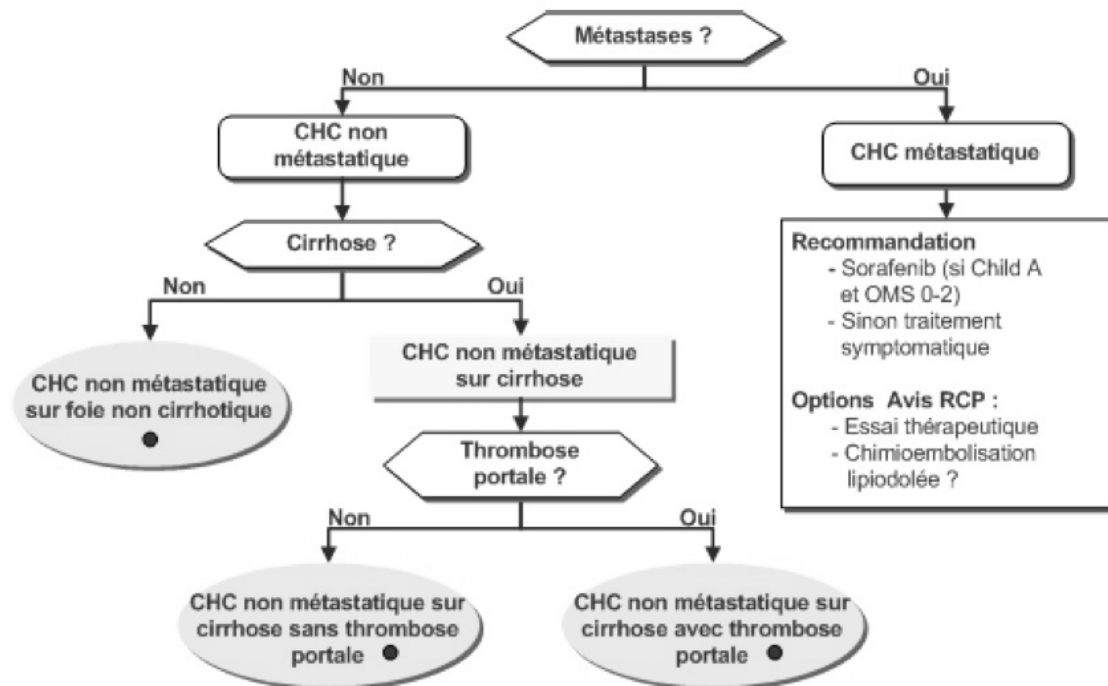 Métastases ?
Non
Oui
CHC non
métastatique
CHC métastatique
Cirrhose ?
Recommandation
- Sorafenib (si Child A
et OMS 0-2)
- Sinon traitement
symptomatique
Options Avis RCP :
- Essai thérapeutique
- Chimioembolisation
lipiodolée ?
Non
Oui
CHC non métastatique
sur foie non cirrhotique
CHC non métastatique
sur cirrhose
Thrombose
portale ?
Non
Oui
CHC non métastatique sur
cirrhose sans thrombose
portale
CHC non métastatique sur
cirrhose avec thrombose
portale